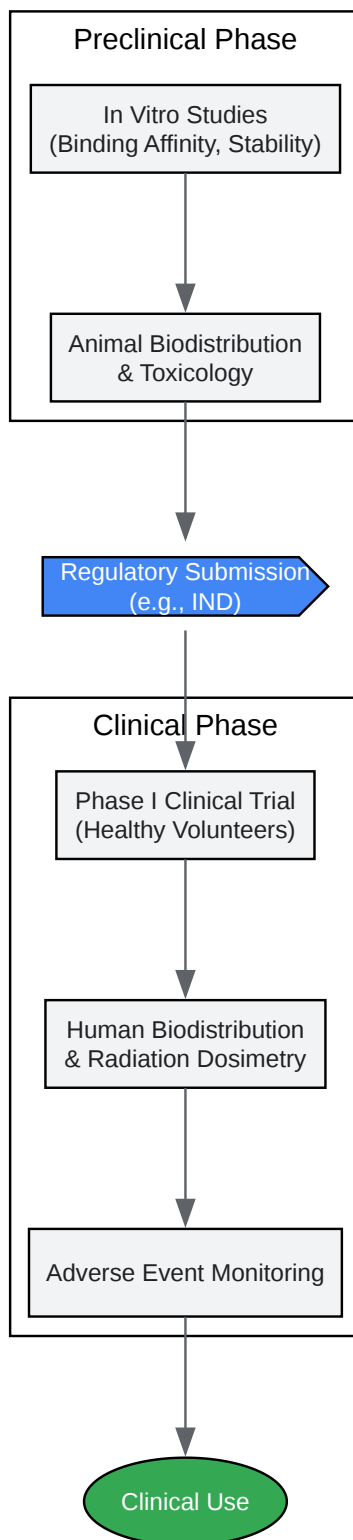 Preclinical Phase
In Vitro Studies
(Binding Affinity, Stability)
Animal Biodistribution
& Toxicology
Regulatory Submission
(e.g., IND)
Clinical Phase
Phase I Clinical Trial
(Healthy Volunteers)
Human Biodistribution
& Radiation Dosimetry
Adverse Event Monitoring
Clinical Use